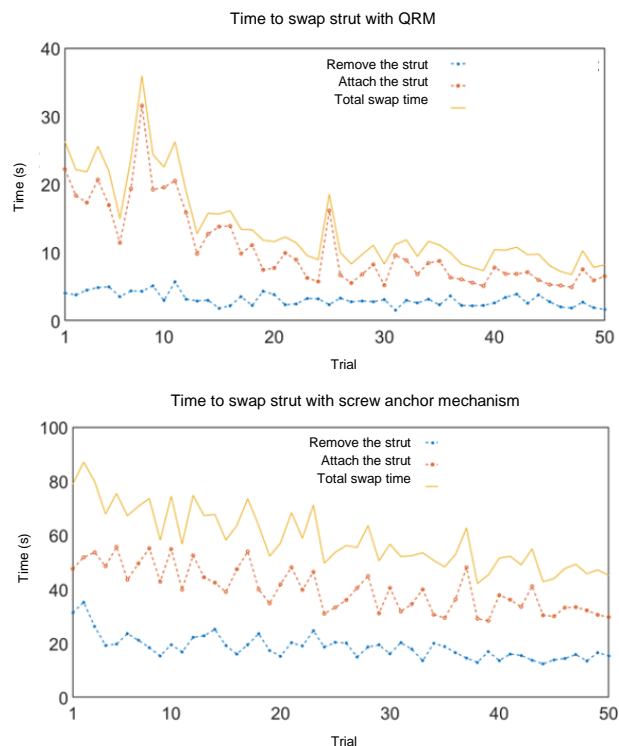 Time to swap strut with QRM
40
30
20
10
0
Time (s)
Remove the strut
Attach the strut
Total swap time
1 10 20 30 40 50
Trial
Time to swap strut with screw anchor mechanism
100
80
60
40
20
0
Time (s)
Remove the strut
Attach the strut
Total swap time
1 10 20 30 40 50
Trial